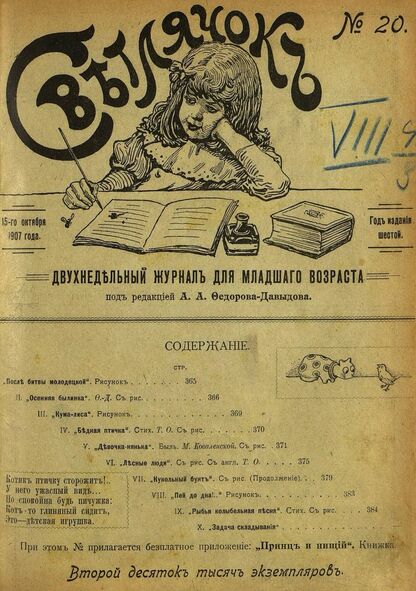 СВѢТЛЯЧОКЪ
№ 20.
VIII
15-го октября
1907 года.
Годъ изданія
шестой.
ДВУХНЕДѢЛЬНЫЙ ЖУРНАЛЪ ДЛЯ МЛАДШАГО ВОЗРАСТА
подъ редакціей А. А. Ѳедорова-Давыдова.
СОДЕРЖАНІЕ.
СТР.
„Послѣ битвы молодецкой“. Рисунокъ. 365
II. „Осенняя былинка“. Ѳ.-Д. Съ рис. 366
III. „Кума-лиса“. Рисунокъ. 369
IV. „Бѣдная птичка“. Стих. Т. О. Съ рис. 370
V. „Дѣвочка-нянька“. Быль. М. Ковалевской. Съ рис. 371
VI. „Лѣсные люди“. Съ рис. Съ англ. Т. О. 375
VII. „Кукольный бунтъ“. Съ рис. (Продолженіе). 379
VIII. „Пей до дна!..“ Рисунокъ. 383
IX. „Рыбья колыбельная пѣсня“. Стих. Съ рис. 384
X. „Задача складыванія“
Котикъ птичку сторожитъ!..
У него ужасный видъ...
Но спокойна будь пичужка:
Котъ-то глиняный сидитъ,
Это—дѣтская игрушка.
При этомъ № прилагается безплатное приложеніе: „Принцъ и нищій“. Книжка
Второй десятокъ тысячъ экземпляровъ.